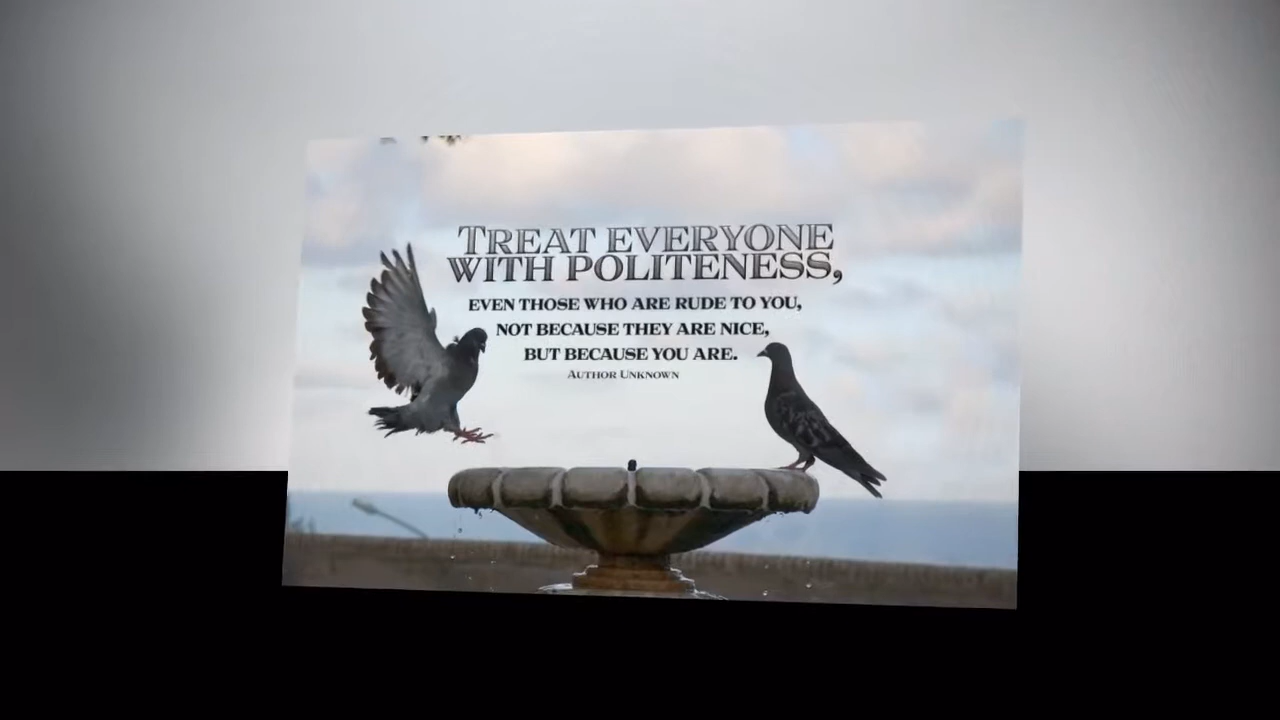 TREAT EVERYONE
WITH POLITENESS,
EVEN THOSE WHO ARE RUDE TO YOU,
NOT BECAUSE THEY ARE NICE,
BUT BECAUSE YOU ARE.
AUTHOR UNKNOWN